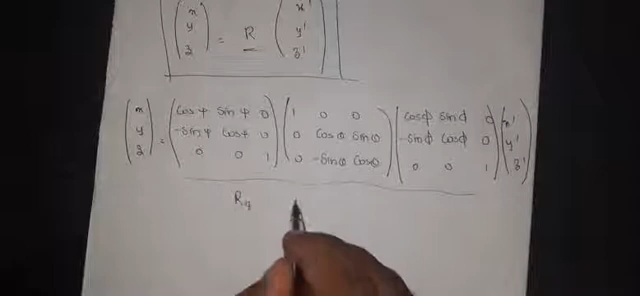 (x y z) = R (x' y' z')
(x y z) = (cosψ sinψ 0 -sinψ cosψ 0 0 0 1) (1 0 0 0 cosθ sinθ 0 -sinθ cosθ) (cosϕ sinϕ 0 -sinϕ cosϕ 0 0 0 1) (x' y' z')